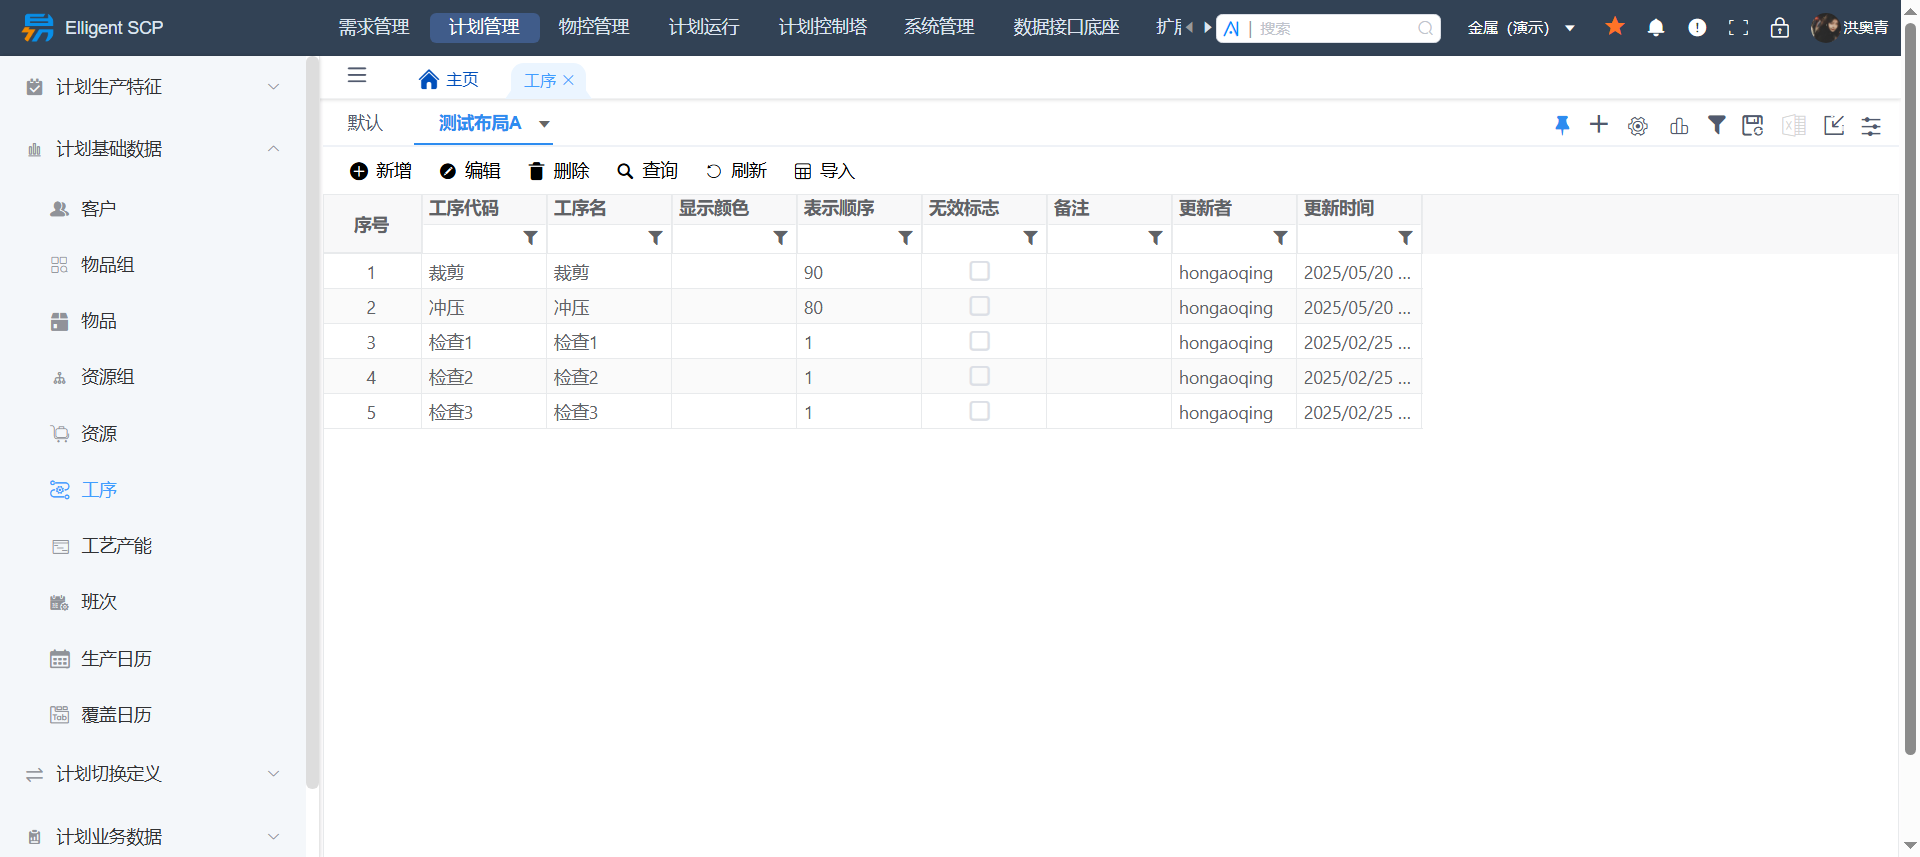 Elligent SCP
需求管理 计划管理 物控管理 计划运行 计划控制塔 系统管理 数据接口底座
搜索
金属 (演示)
洪奥青
计划生产特征
计划基础数据
客户
物品组
物品
资源组
资源
工序
工艺产能
班次
生产日历
覆盖日历
计划切换定义
计划业务数据
主页 工序
默认 测试布局A
新增 编辑 删除 查询 刷新 导入
序号 工序代码 工序名 显示颜色 表示顺序 无效标志 备注 更新者 更新时间
1 裁剪 裁剪 90 hongaoqing 2025/05/20 ...
2 冲压 冲压 80 hongaoqing 2025/05/20 ...
3 检查1 检查1 1 hongaoqing 2025/02/25 ...
4 检查2 检查2 1 hongaoqing 2025/02/25 ...
5 检查3 检查3 1 hongaoqing 2025/02/25 ...